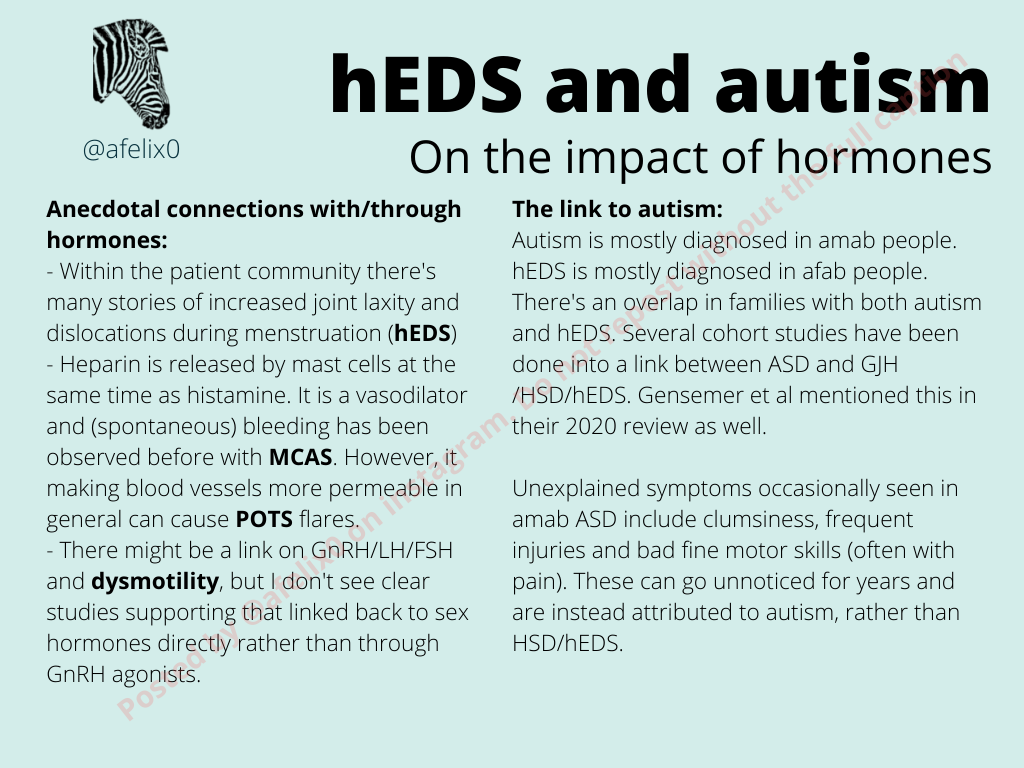 @afelix0
hEDS and autism
On the impact of hormones
Anecdotal connections with/through
hormones:
- Within the patient community there's
many stories of increased joint laxity and
dislocations during menstruation (hEDS)
- Heparin is released by mast cells at the
same time as histamine. It is a vasodilator
and (spontaneous) bleeding has been
observed before with MCAS. However, it
making blood vessels more permeable in
general can cause POTS flares.
- There might be a link on GnRH/LH/FSH
and dysmotility, but I don't see clear
studies supporting that linked back to sex
hormones directly rather than through
GnRH agonists.
The link to autism:
Autism is mostly diagnosed in amab people.
hEDS is mostly diagnosed in afab people.
There's an overlap in families with both autism
and hEDS. Several cohort studies have been
done into a link between ASD and GJH
/HSD/hEDS. Gensemer et al mentioned this in
their 2020 review as well.
Unexplained symptoms occasionally seen in
amab ASD include clumsiness, frequent
injuries and bad fine motor skills (often with
pain). These can go unnoticed for years and
are instead attributed to autism, rather than
HSD/hEDS.
Posted by @afelix0 on instagram. Do not repost without the full caption